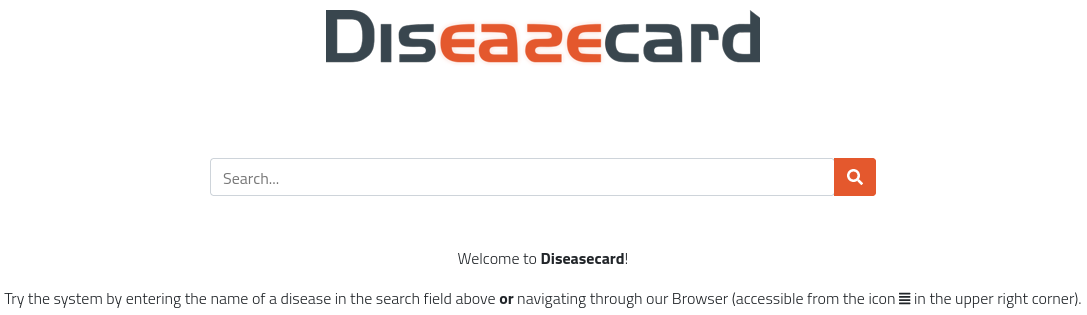 Diseasecard
Search...
Welcome to Diseasecard!
Try the system by entering the name of a disease in the search field above or navigating through our Browser (accessible from the icon in the upper right corner).